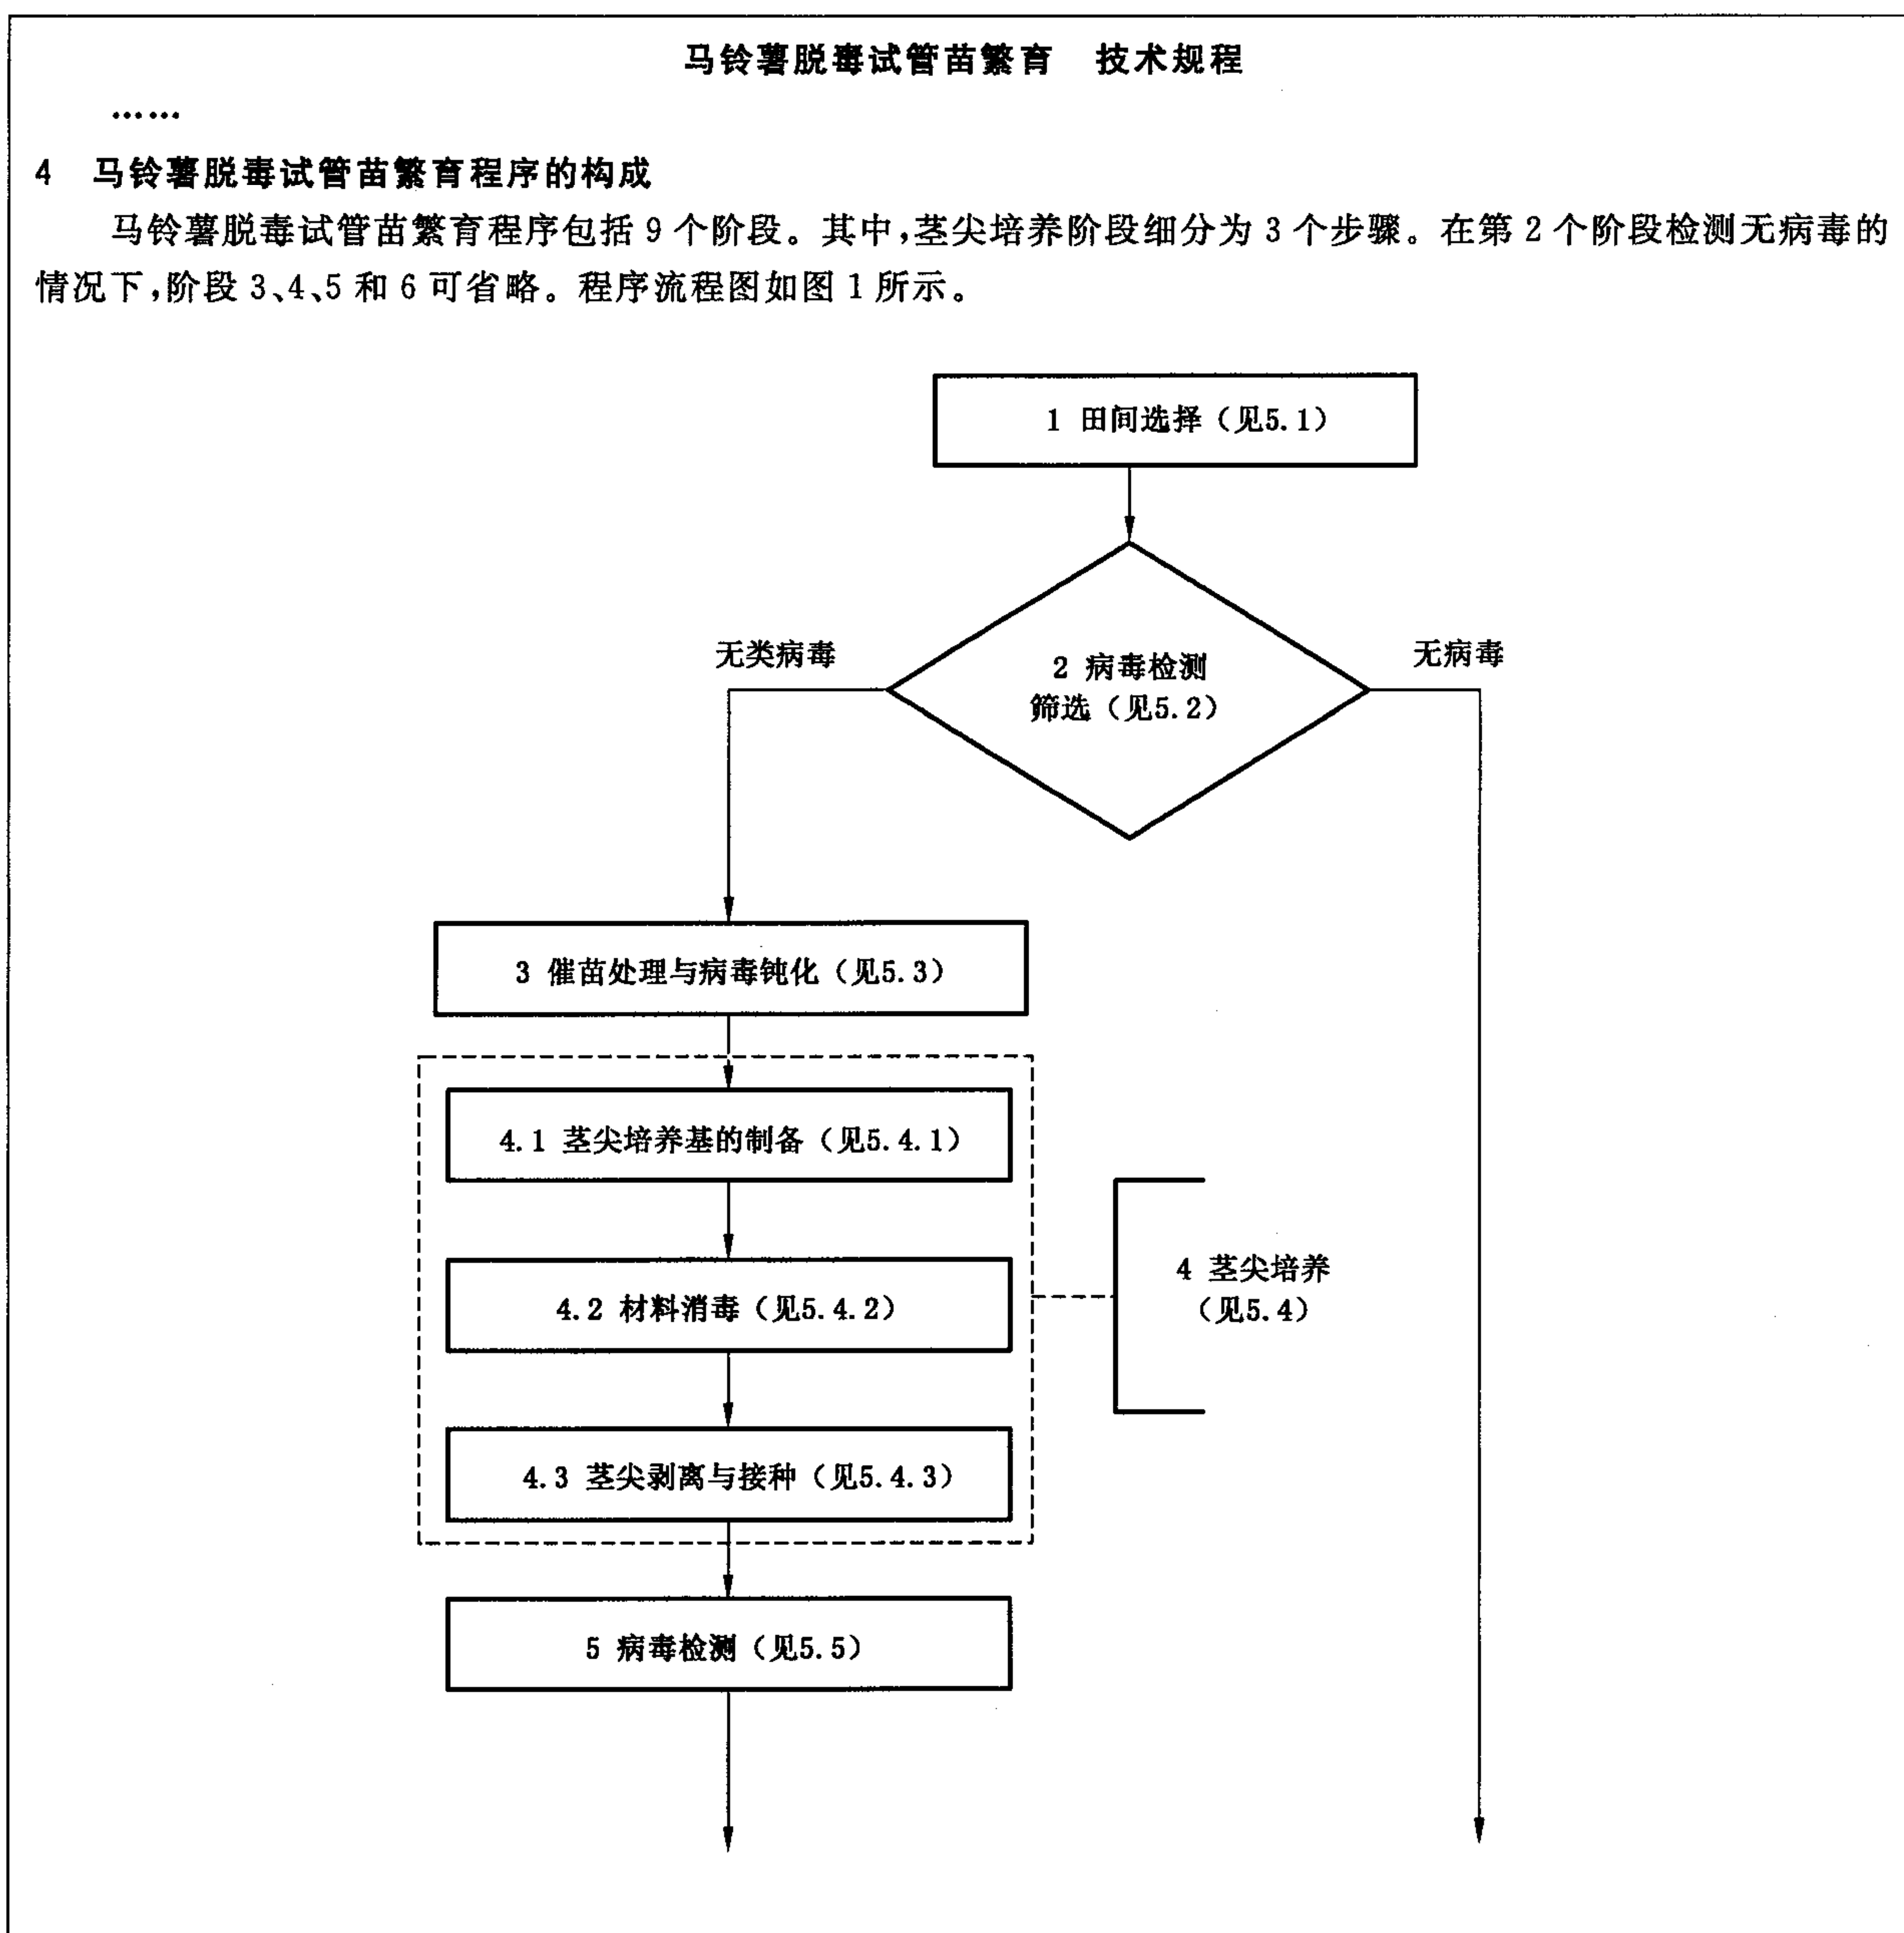 马铃薯脱毒试管苗繁育 技术规程
……
4 马铃薯脱毒试管苗繁育程序的构成
马铃薯脱毒试管苗繁育程序包括 9 个阶段。其中,茎尖培养阶段细分为 3 个步骤。在第 2 个阶段检测无病毒的
情况下,阶段 3、4、5 和 6 可省略。程序流程图如图 1 所示。
1 田间选择(见5.1)
无类病毒
2 病毒检测
筛选(见5.2)
无病毒
3 催苗处理与病毒钝化(见5.3)
4.1 茎尖培养基的制备(见5.4.1)
4.2 材料消毒(见5.4.2)
4 茎尖培养
(见5.4)
4.3 茎尖剥离与接种(见5.4.3)
5 病毒检测(见5.5)